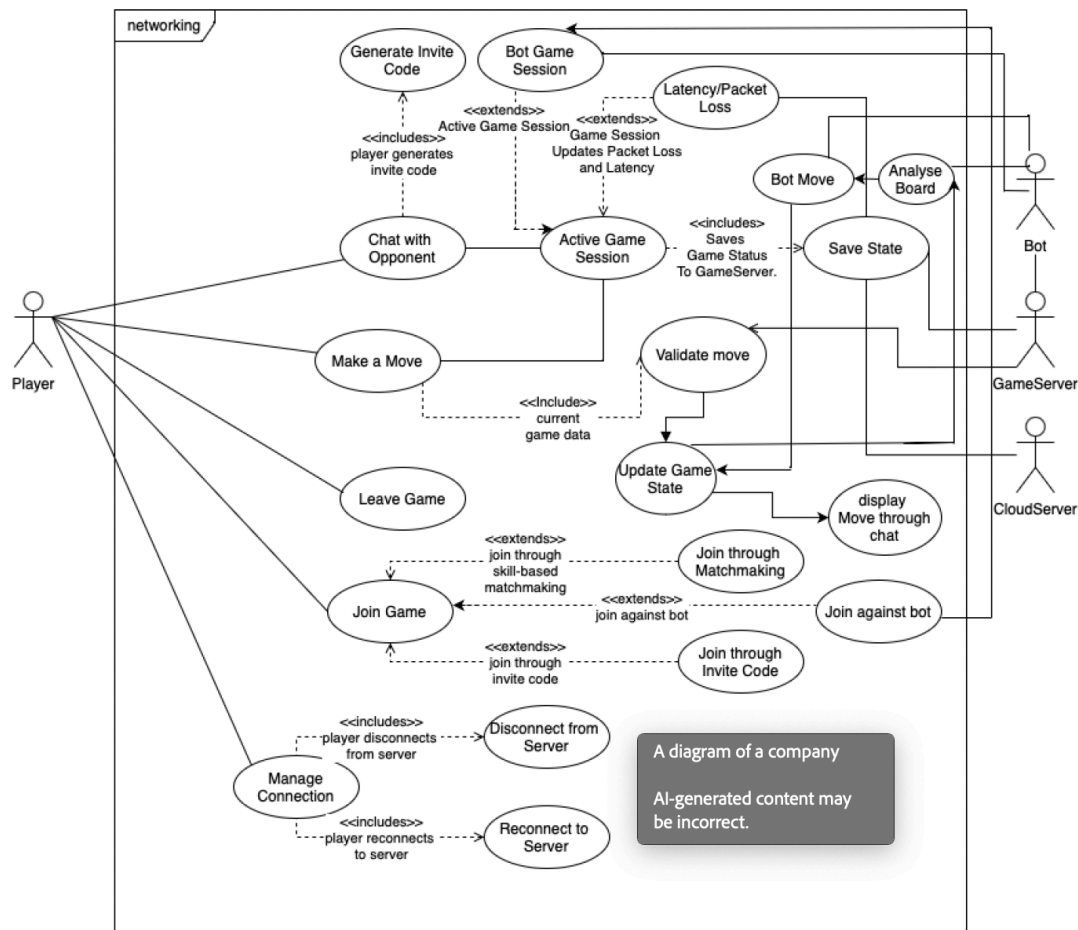 networking
Generate Invite
Code
Bot Game
Session
Latency/Packet
Loss
<<extends>>
Active Game Session
<<extends>>
Game Session
Updates Packet Loss
and Latency
<<includes>>
player generates
invite code
Bot Move
Analyse
Board
Bot
Chat with
Opponent
Active Game
Session
<<includes>
Saves
Game Status
To GameServer.
Save State
Player
Make a Move
Validate move
GameServer
<<Include>>
current
game data
Update Game
State
Leave Game
display
Move through
chat
CloudServer
<<extends>>
join through
skill-based
matchmaking
Join through
Matchmaking
Join Game
<<extends>>
join against bot
Join against bot
<<extends>>
join through
invite code
Join through
Invite Code
<<includes>>
player disconnects
from server
Disconnect from
Server
Manage
Connection
<<includes>>
player reconnects
to server
Reconnect to
Server
A diagram of a company
AI-generated content may
be incorrect.